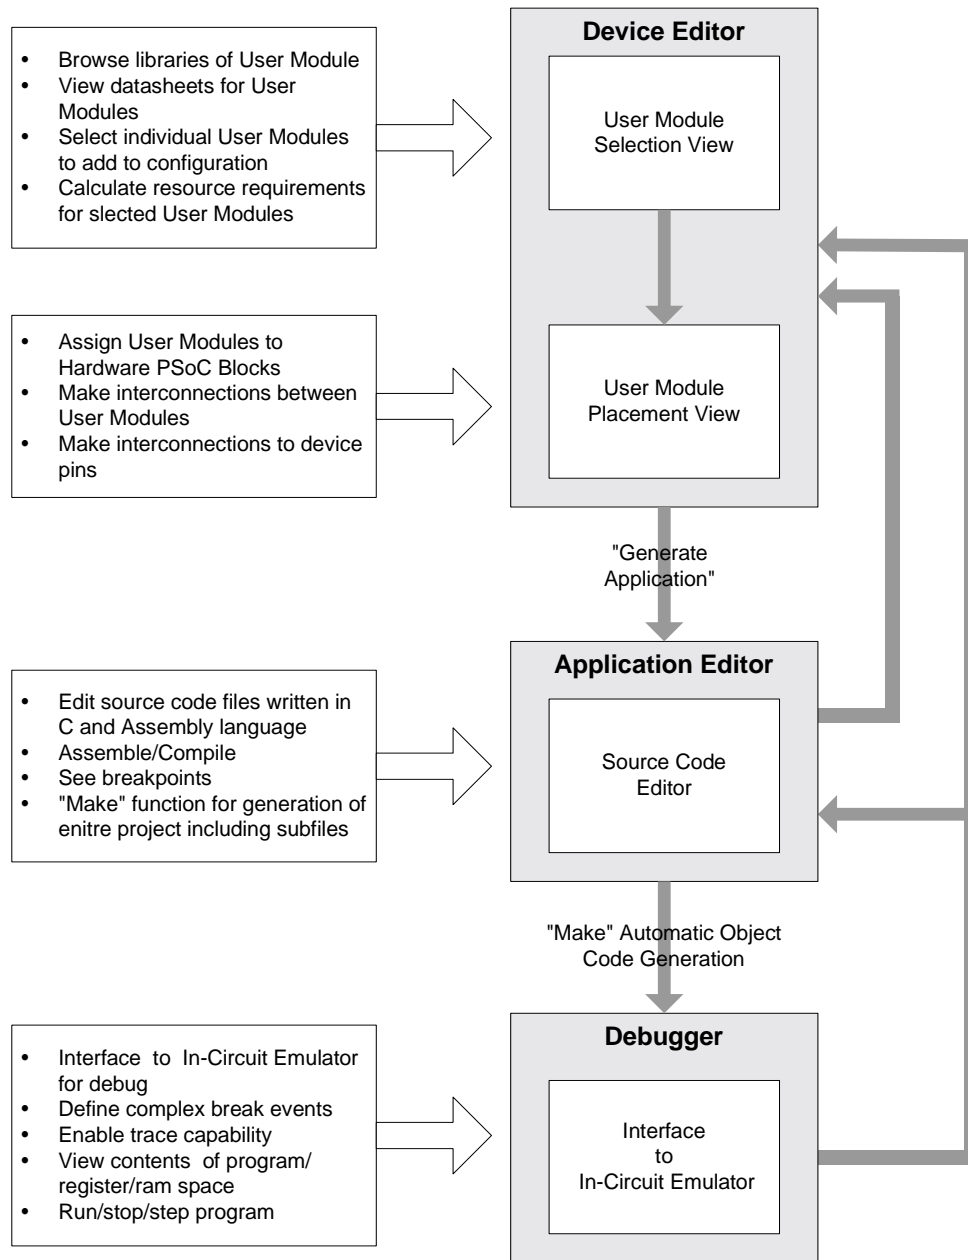 Device Editor
• Browse libraries of User Module
• View datasheets for User
Modules
• Select individual User Modules
to add to configuration
• Calculate resource requirements
for slected User Modules
User Module
Selection View
• Assign User Modules to
Hardware PSoC Blocks
• Make interconnections between
User Modules
• Make interconnections to device
pins
User Module
Placement View
"Generate
Application"
Application Editor
• Edit source code files written in
C and Assembly language
• Assemble/Compile
• See breakpoints
• "Make" function for generation of
enitre project including subfiles
Source Code
Editor
"Make" Automatic Object
Code Generation
Debugger
• Interface to In-Circuit Emulator
for debug
• Define complex break events
• Enable trace capability
• View contents of program/
register/ram space
• Run/stop/step program
Interface
to
In-Circuit Emulator